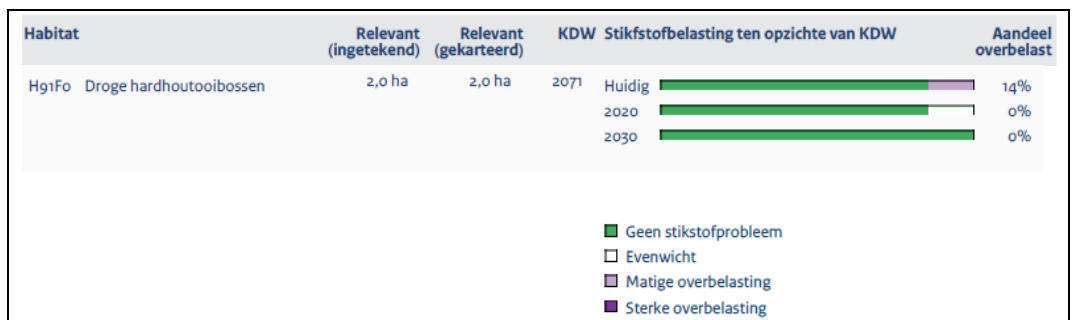 Habitat Relevant (ingetekend) Relevant (gekarteerd) KDW Stikfstofbelasting ten opzichte van KDW Aandeel overbelast
H91F0 Droge hardhoutooibossen 2,0 ha 2,0 ha 2071 Huidig 14%
2020 0%
2030 0%
Geen stikstofprobleem
Evenwicht
Matige overbelasting
Sterke overbelasting